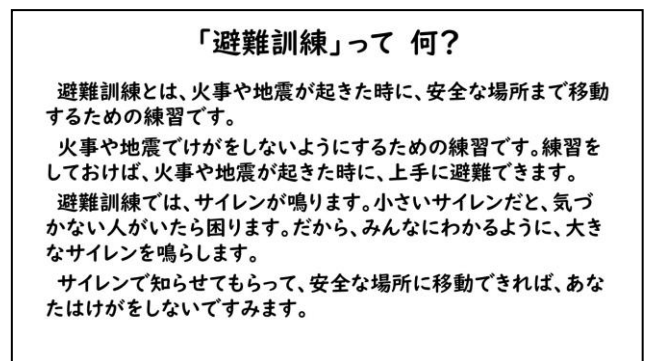 「避難訓練」って 何?
避難訓練とは、火事や地震が起きた時に、安全な場所まで移動
するための練習です。
火事や地震でけがをしないようにするための練習です。練習を
しておけば、火事や地震が起きた時に、上手に避難できます。
避難訓練では、サイレンが鳴ります。小さいサイレンだと、気づ
かない人がいたら困ります。だから、みんなにわかるように、大き
なサイレンを鳴らします。
サイレンで知らせてもらって、安全な場所に移動できれば、あな
たはけがをしないですみます。